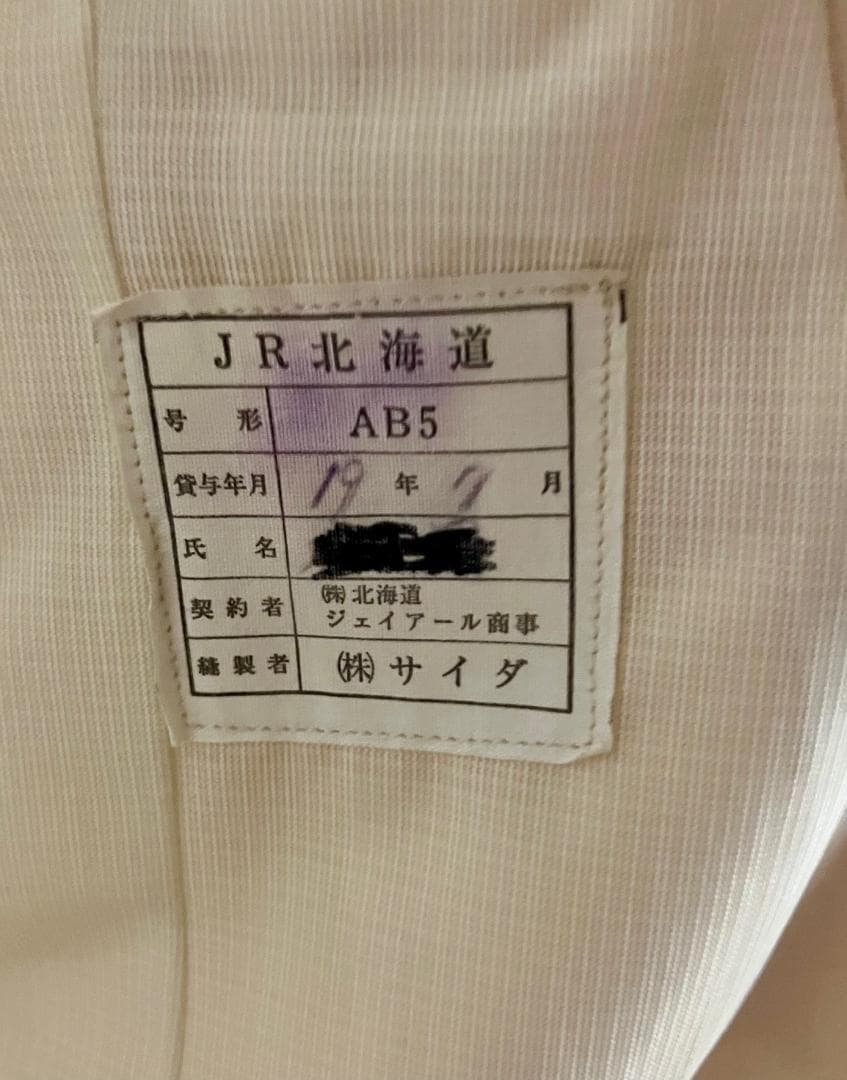 JR北海道
号形 AB5
貸与年月 19年 月
氏名
契約者 ㈱北海道
ジェイアール商事
縫製者 ㈱サイダ